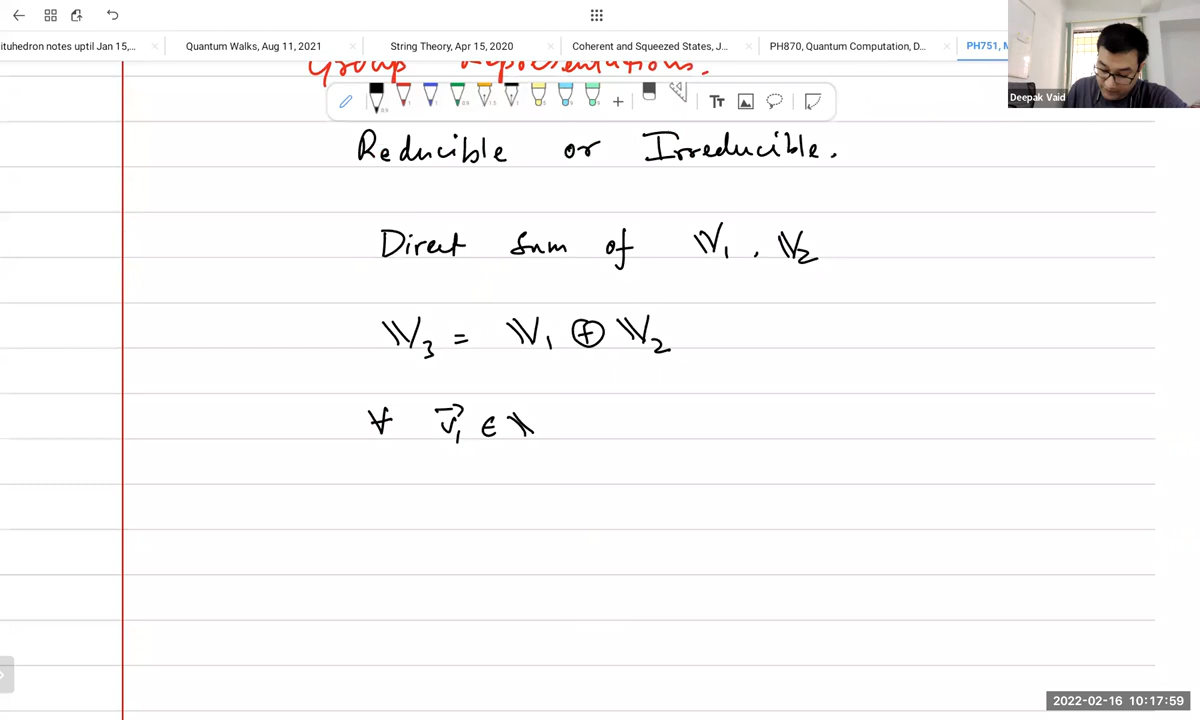 ituhedron notes uptil Jan 15,... Quantum Walks, Aug 11, 2021 String Theory, Apr 15, 2020 Coherent and Squeezed States, J... PH870, Quantum Computation, D... PH751, M
Deepak Vaid
Group Representations.
Reducible or Irreducible.
Direct Sum of 𝕍₁, 𝕍₂
𝕍₃ = 𝕍₁ ⊕ 𝕍₂
∀ v⃗₁ ∈
2022-02-16 10:17:59